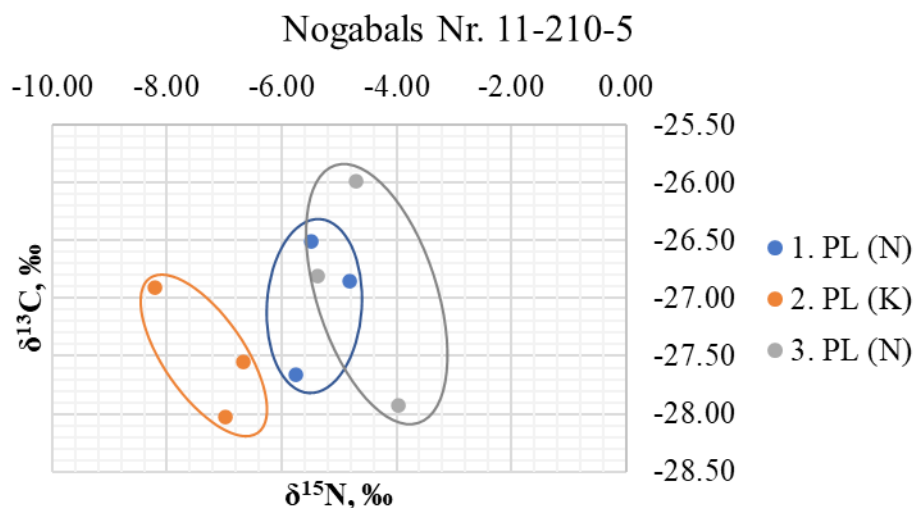 Nogabals Nr. 11-210-5
-10.00 -8.00 -6.00 -4.00 -2.00 0.00
-25.50
-26.00
-26.50
-27.00
-27.50
-28.00
-28.50
δ¹³C, ‰
δ¹⁵N, ‰
1. PL (N)
2. PL (K)
3. PL (N)